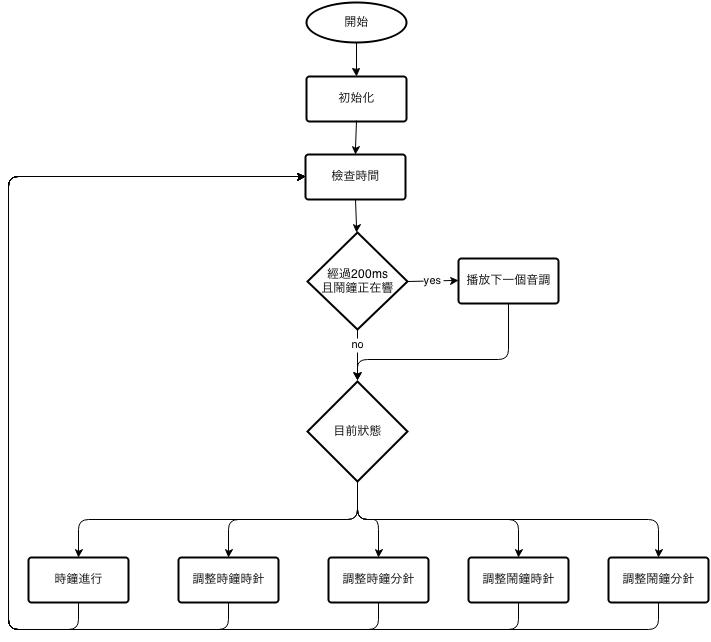 開始
初始化
檢查時間
經過200ms
且鬧鐘正在響
yes
播放下一個音調
no
目前狀態
時鐘進行
調整時鐘時針
調整時鐘分針
調整鬧鐘時針
調整鬧鐘分針